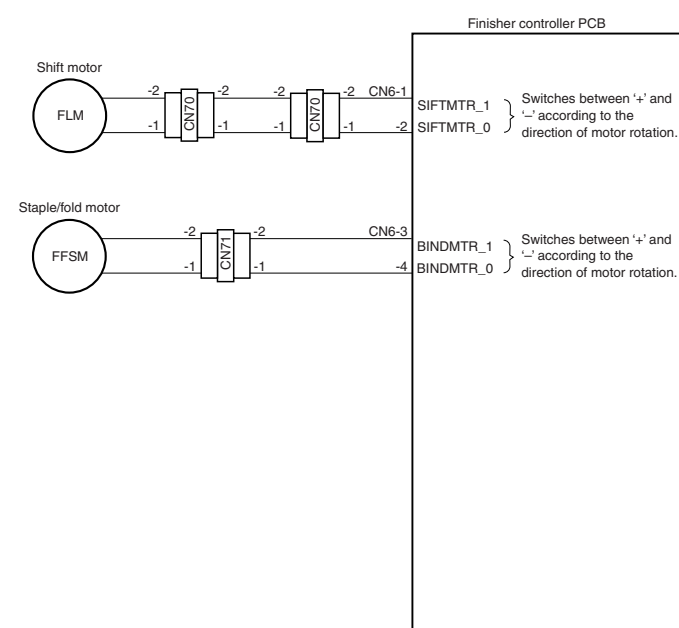 Finisher controller PCB
Shift motor
FLM
-2 -2 -2 -2 CN6-1
CN70 CN70
-1 -1 -1 -1 -2
SIFTMTR_1
SIFTMTR_0
Switches between ‘+’ and
‘–’ according to the
direction of motor rotation.
Staple/fold motor
FFSM
-2 -2 CN6-3
CN71
-1 -1 -4
BINDMTR_1
BINDMTR_0
Switches between ‘+’ and
‘–’ according to the
direction of motor rotation.